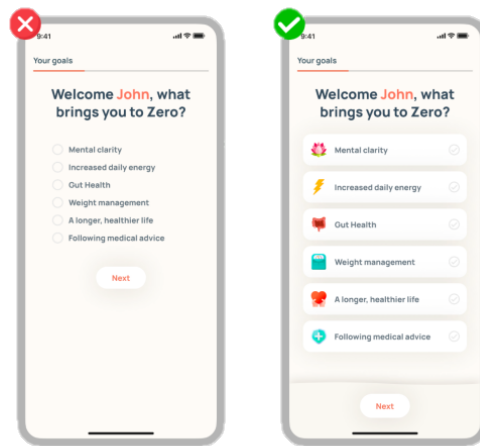 9:41
Your goals
Welcome John, what
brings you to Zero?
Mental clarity
Increased daily energy
Gut Health
Weight management
A longer, healthier life
Following medical advice
Next
9:41
Your goals
Welcome John, what
brings you to Zero?
Mental clarity
Increased daily energy
Gut Health
Weight management
A longer, healthier life
Following medical advice
Next